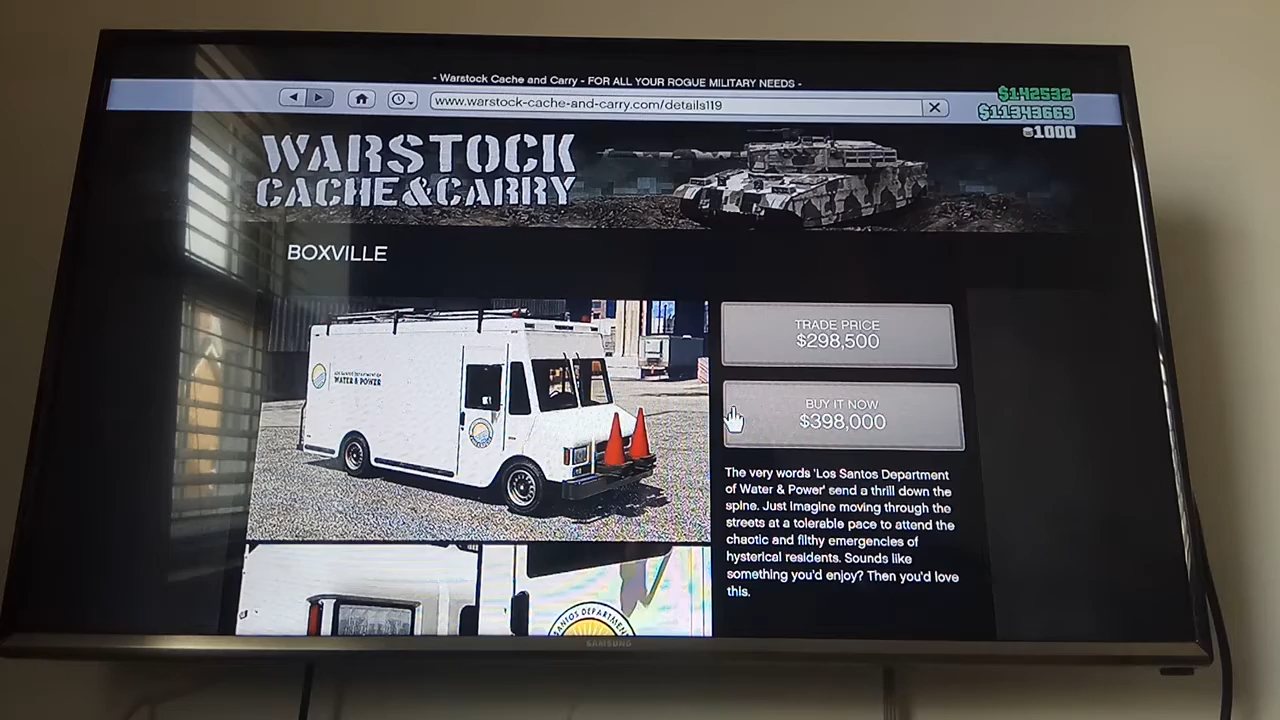 - Warstock Cache and Carry - FOR ALL YOUR ROGUE MILITARY NEEDS -
www.warstock-cache-and-carry.com/details119
$142532
$11343669
1000
WARSTOCK
CACHE&CARRY
BOXVILLE
TRADE PRICE
$298,500
BUY IT NOW
$398,000
WATER & POWER
The very words 'Los Santos Department
of Water & Power' send a thrill down the
spine. Just imagine moving through the
streets at a tolerable pace to attend the
chaotic and filthy emergencies of
hysterical residents. Sounds like
something you'd enjoy? Then you'd love
this.
SANTOS DEPARTMEN
SAMSUNG